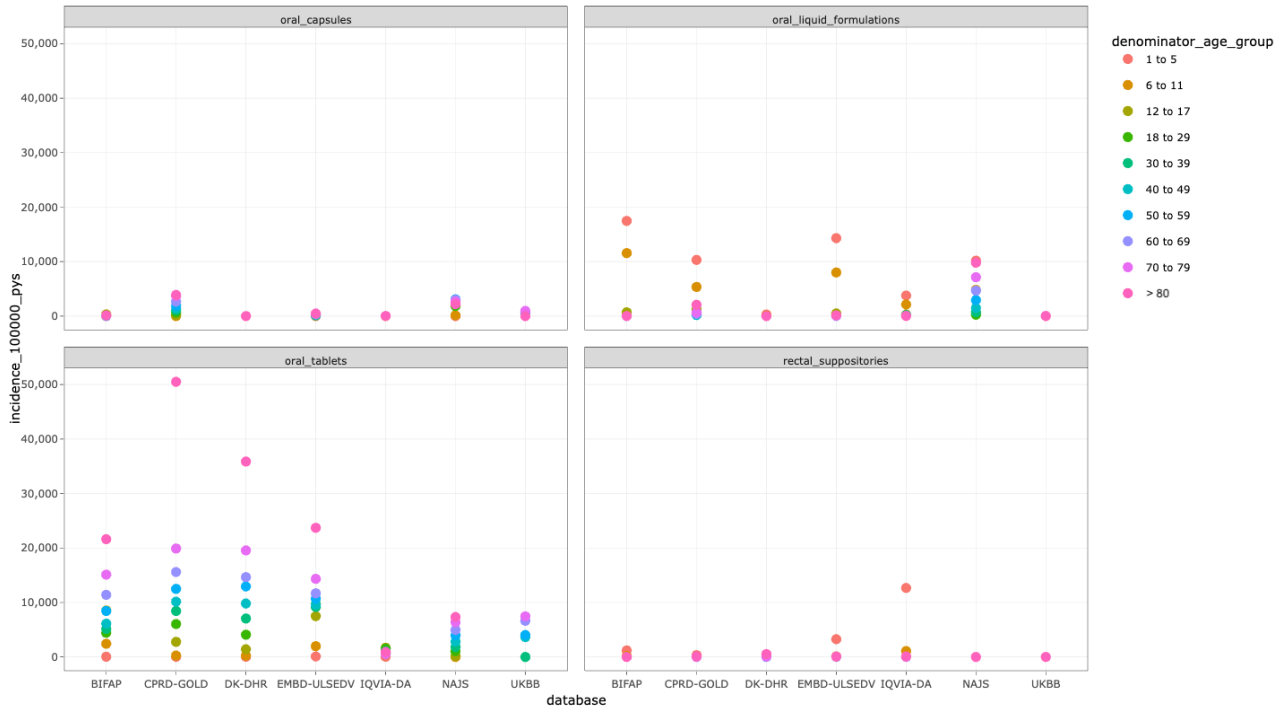 oral_capsules
oral_liquid_formulations
50,000
40,000
30,000
20,000
10,000
0
oral_tablets
rectal_suppositories
50,000
40,000
30,000
20,000
10,000
0
incidence_100000_pys
BIFAP CPRD-GOLD DK-DHR EMBD-ULSEDV IQVIA-DA NAJS UKBB
BIFAP CPRD-GOLD DK-DHR EMBD-ULSEDV IQVIA-DA NAJS UKBB
database
denominator_age_group
1 to 5
6 to 11
12 to 17
18 to 29
30 to 39
40 to 49
50 to 59
60 to 69
70 to 79
> 80